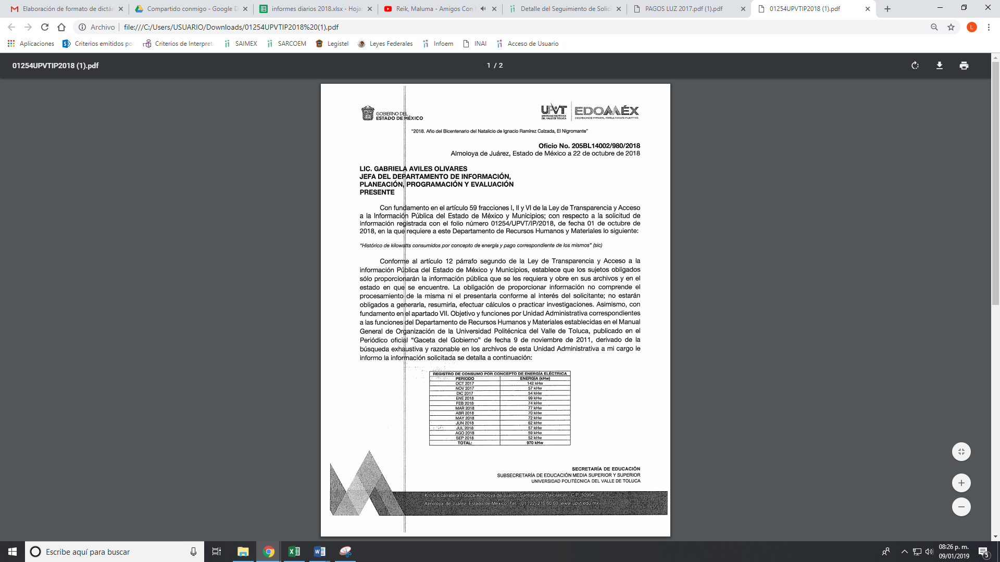 Elaboración de formato de dictár
Compartido conmigo - Google D
informes diarios 2018.xlsx - Hoja
Reik, Maluma - Amigos Con
Detalle del Seguimiento de Solici
PAGOS LUZ 2017.pdf (1).pdf
01254UPVTIP2018 (1).pdf
Archivo
file:///C:/Users/USUARIO/Downloads/01254UPVTIP2018%20(1).pdf
L
Aplicaciones
Criterios emitidos po
Criterios de Interpret
SAIMEX
SARCOEM
Legistel
Leyes Federales
Infoem
INAI
Acceso de Usuario
01254UPVTIP2018 (1).pdf
1 / 2
GOBIERNO DEL
ESTADO DE MÉXICO
UPVT
UNIVERSIDAD POLITÉCNICA
DEL VALLE DE TOLUCA
EDOMÉX
DECISIONES FIRMES, RESULTADOS FUERTES.
"2018. Año del Bicentenario del Natalicio de Ignacio Ramírez Calzada, El Nigromante"
Oficio No. 205BL14002/980/2018
Almoloya de Juárez, Estado de México a 22 de octubre de 2018
LIC. GABRIELA AVILES OLIVARES
JEFA DEL DEPARTAMENTO DE INFORMACIÓN,
PLANEACIÓN, PROGRAMACIÓN Y EVALUACIÓN
PRESENTE
Con fundamento en el artículo 59 fracciones I, II y VI de la Ley de Transparencia y Acceso
a la Información Pública del Estado de México y Municipios; con respecto a la solicitud de
información registrada con el folio número 01254/UPVT/IP/2018, de fecha 01 de octubre de
2018, en la que requiere a este Departamento de Recursos Humanos y Materiales lo siguiente:
"Histórico de kilowatts consumidos por concepto de energía y pago correspondiente de los mismos" (sic)
Conforme al artículo 12 párrafo segundo de la Ley de Transparencia y Acceso a la
información Pública del Estado de México y Municipios, establece que los sujetos obligados
sólo proporcionarán la información pública que se les requiera y obre en sus archivos y en el
estado en que se encuentre. La obligación de proporcionar información no comprende el
procesamiento de la misma ni el presentarla conforme al interés del solicitante; no estarán
obligados a generarla, resumirla, efectuar cálculos o practicar investigaciones. Asimismo, con
fundamento en el apartado VII. Objetivo y funciones por Unidad Administrativa correspondientes
a las funciones del Departamento de Recursos Humanos y Materiales establecidas en el Manual
General de Organización de la Universidad Politécnica del Valle de Toluca, publicado en el
Periódico oficial "Gaceta del Gobierno" de fecha 9 de noviembre de 2011, derivado de la
búsqueda exhaustiva y razonable en los archivos de esta Unidad Administrativa a mi cargo le
informo la información solicitada se detalla a continuación:
REGISTRO DE CONSUMO POR CONCEPTO DE ENERGÍA ELÉCTRICA
PERIODO ENERGÍA (kHw)
OCT 2017 142 kHw
NOV 2017 57 kHw
DIC 2017 54 kHw
ENE 2018 99 kHw
FEB 2018 74 kHw
MAR 2018 77 kHw
ABR 2018 70 kHw
MAY 2018 72 kHw
JUN 2018 62 kHw
JUL 2018 57 kHw
AGO 2018 59 kHw
SEP 2018 52 kHw
TOTAL: 970 kHw
SECRETARÍA DE EDUCACIÓN
SUBSECRETARÍA DE EDUCACIÓN MEDIA SUPERIOR Y SUPERIOR
UNIVERSIDAD POLITÉCNICA DEL VALLE DE TOLUCA
Km 5.6 carretera Toluca-Almoloya de Juárez, Santiaguito Tlalcilalcali, C.P. 50904,
Almoloya de Juárez, Estado de México Tel. (01 722) 276 60 60 www.upvt.edu.mx
Escribe aquí para buscar
08:26 p. m.
09/01/2019
5